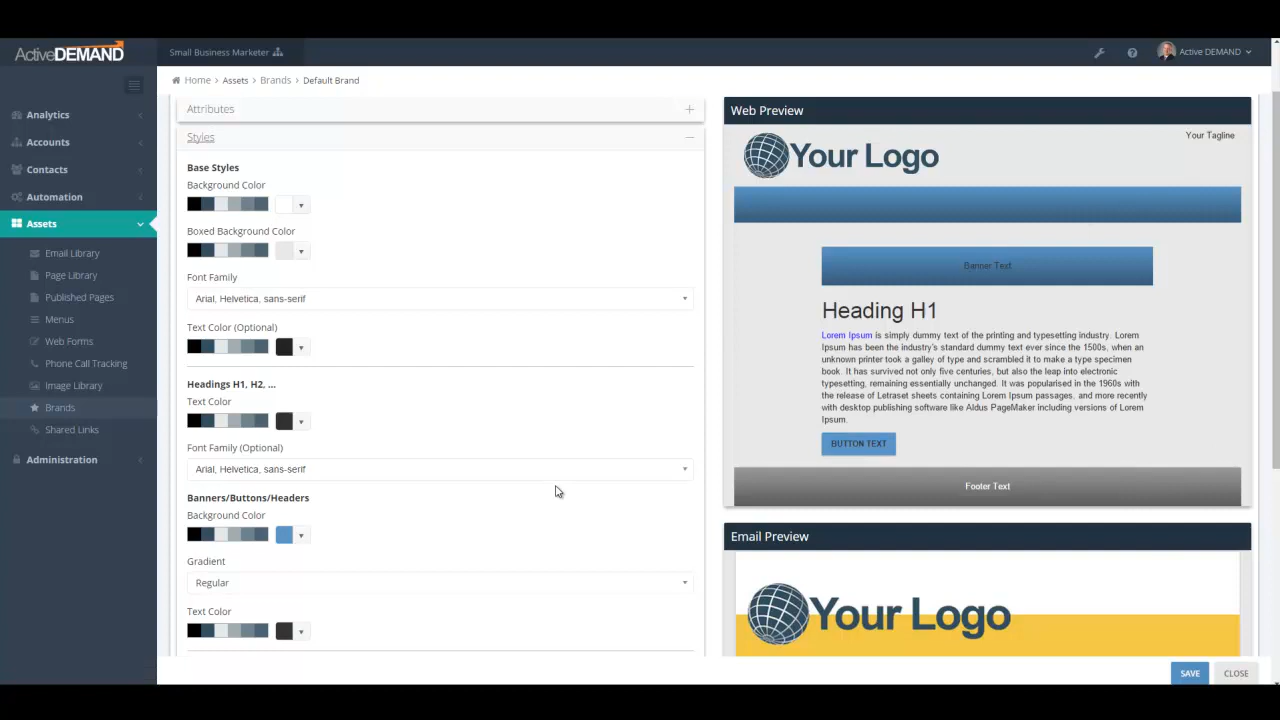 ActiveDEMAND
Small Business Marketer
Active DEMAND
Home > Assets > Brands > Default Brand
Analytics
Accounts
Contacts
Automation
Assets
Email Library
Page Library
Published Pages
Menus
Web Forms
Phone Call Tracking
Image Library
Brands
Shared Links
Administration
Attributes
Styles
Base Styles
Background Color
Boxed Background Color
Font Family
Arial, Helvetica, sans-serif
Text Color (Optional)
Headings H1, H2, ...
Text Color
Font Family (Optional)
Arial, Helvetica, sans-serif
Banners/Buttons/Headers
Background Color
Gradient
Regular
Text Color
Web Preview
Your Logo
Your Tagline
Banner Text
Heading H1
Lorem Ipsum is simply dummy text of the printing and typesetting industry. Lorem
Ipsum has been the industry's standard dummy text ever since the 1500s, when an
unknown printer took a galley of type and scrambled it to make a type specimen
book. It has survived not only five centuries, but also the leap into electronic
typesetting, remaining essentially unchanged. It was popularised in the 1960s with
the release of Letraset sheets containing Lorem Ipsum passages, and more recently
with desktop publishing software like Aldus PageMaker including versions of Lorem
Ipsum.
BUTTON TEXT
Footer Text
Email Preview
Your Logo
SAVE
CLOSE